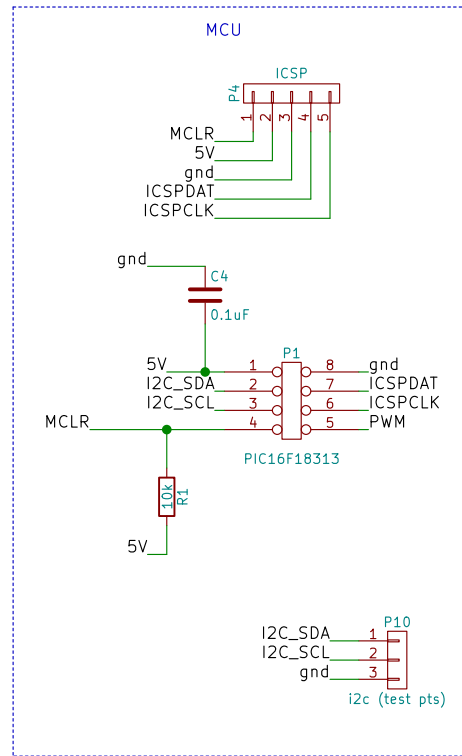 MCU
ICSP
P4
1 2 3 4 5
MCLR
5V
gnd
ICSPDAT
ICSPCLK
gnd
C4
0.1uF
P1
5V 1 8 gnd
I2C_SDA 2 7 ICSPDAT
I2C_SCL 3 6 ICSPCLK
MCLR 4 5 PWM
PIC16F18313
10k
R1
5V
P10
I2C_SDA 1
I2C_SCL 2
gnd 3
i2c (test pts)